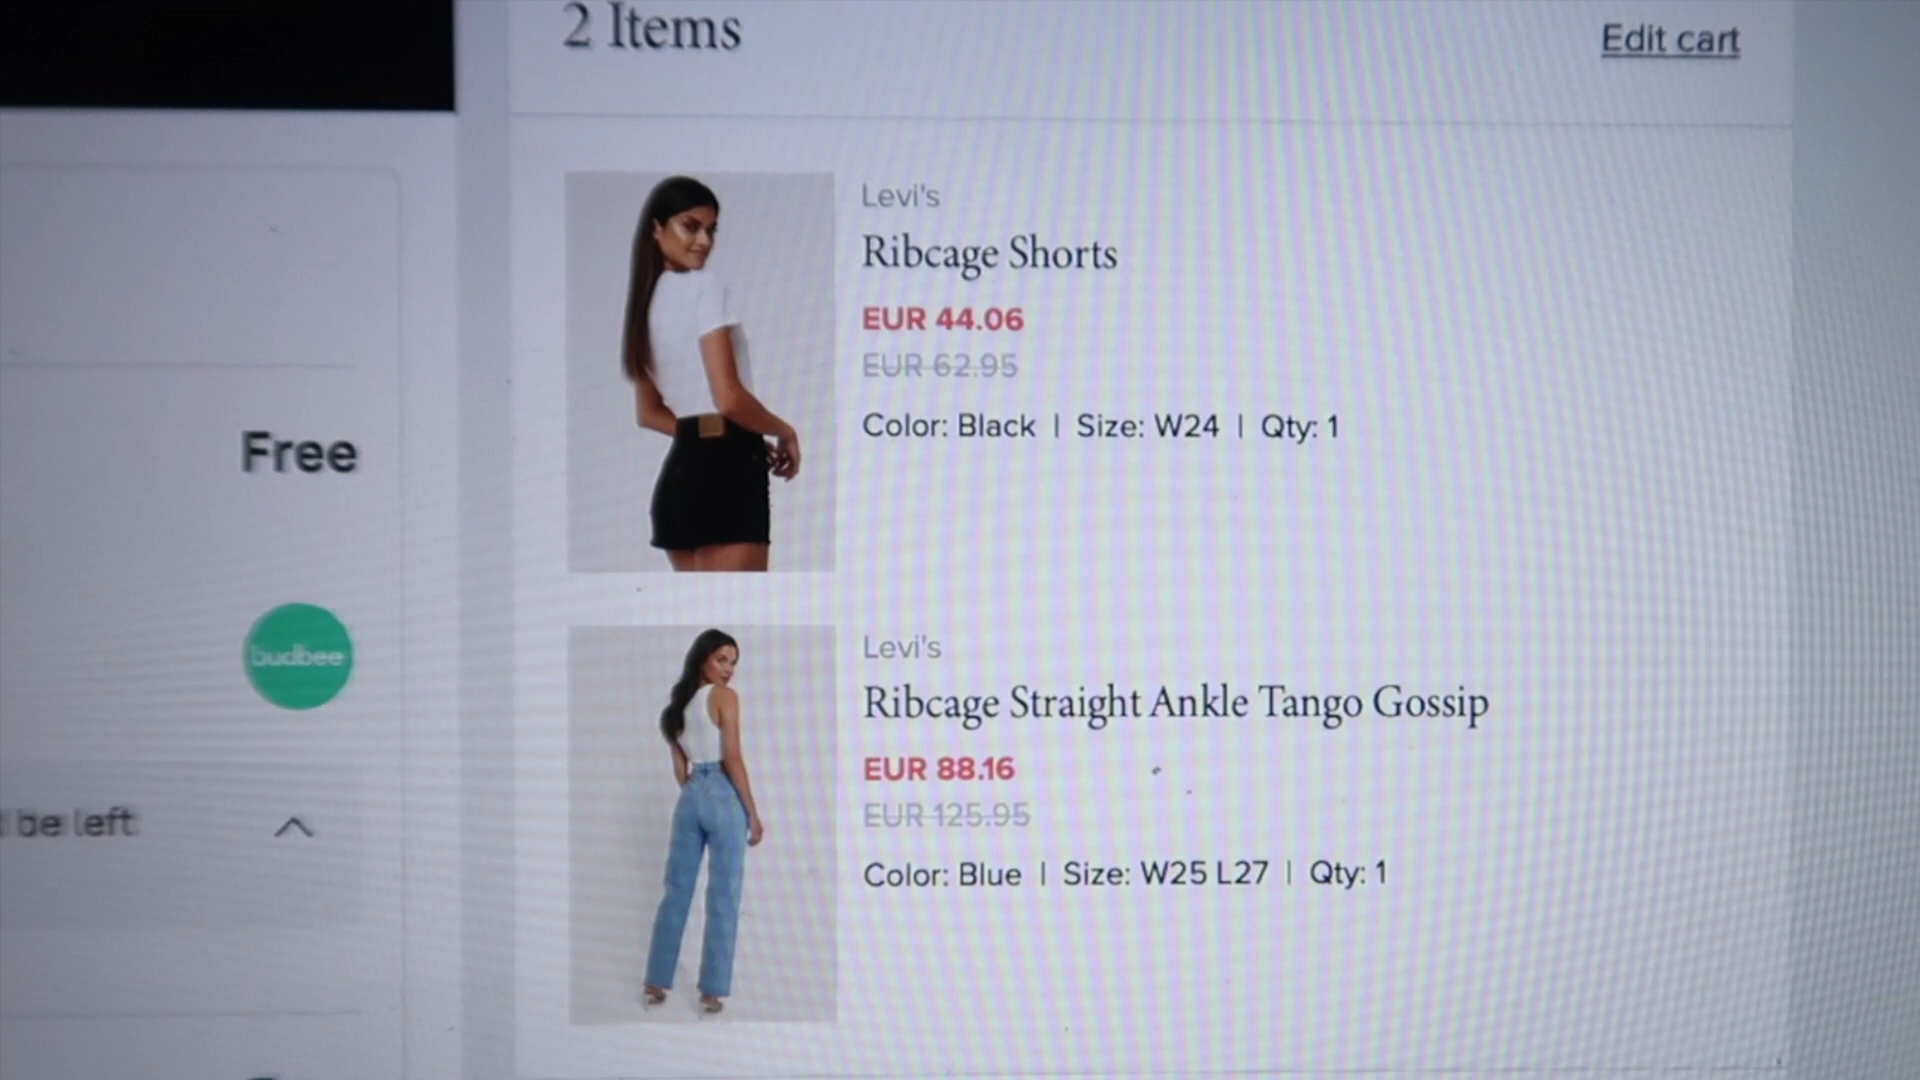 2 Items
Edit cart
Levi's
Ribcage Shorts
EUR 44.06
EUR 62.95
Color: Black | Size: W24 | Qty: 1
Free
budbee
Levi's
Ribcage Straight Ankle Tango Gossip
EUR 88.16
EUR 125.95
be left
Color: Blue | Size: W25 L27 | Qty: 1